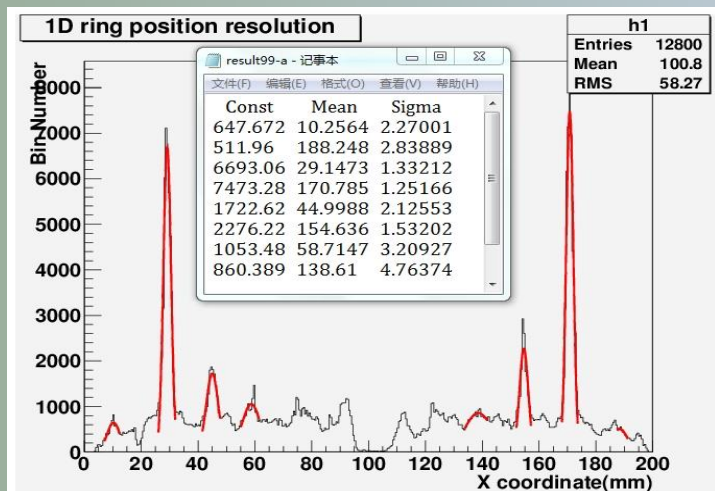 1D ring position resolution
h1
Entries 12800
Mean 100.8
RMS 58.27
result99-a - 记事本
文件(F) 编辑(E) 格式(O) 查看(V) 帮助(H)
Const Mean Sigma
647.672 10.2564 2.27001
511.96 188.248 2.83889
6693.06 29.1473 1.33212
7473.28 170.785 1.25166
1722.62 44.9988 2.12553
2276.22 154.636 1.53202
1053.48 58.7147 3.20927
860.389 138.61 4.76374
Bin Number
8000
7000
6000
5000
4000
3000
2000
1000
0
0 20 40 60 80 100 120 140 160 180 200
X coordinate(mm)